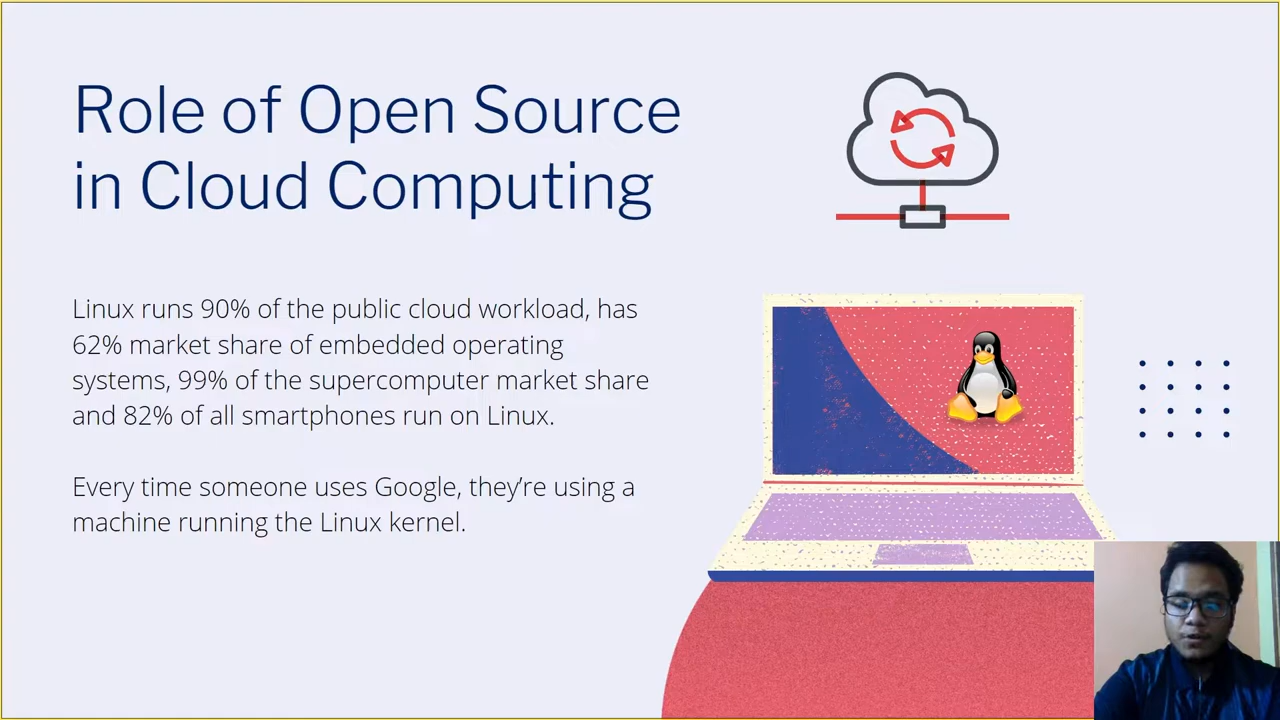 Role of Open Source
in Cloud Computing
Linux runs 90% of the public cloud workload, has
62% market share of embedded operating
systems, 99% of the supercomputer market share
and 82% of all smartphones run on Linux.
Every time someone uses Google, they’re using a
machine running the Linux kernel.